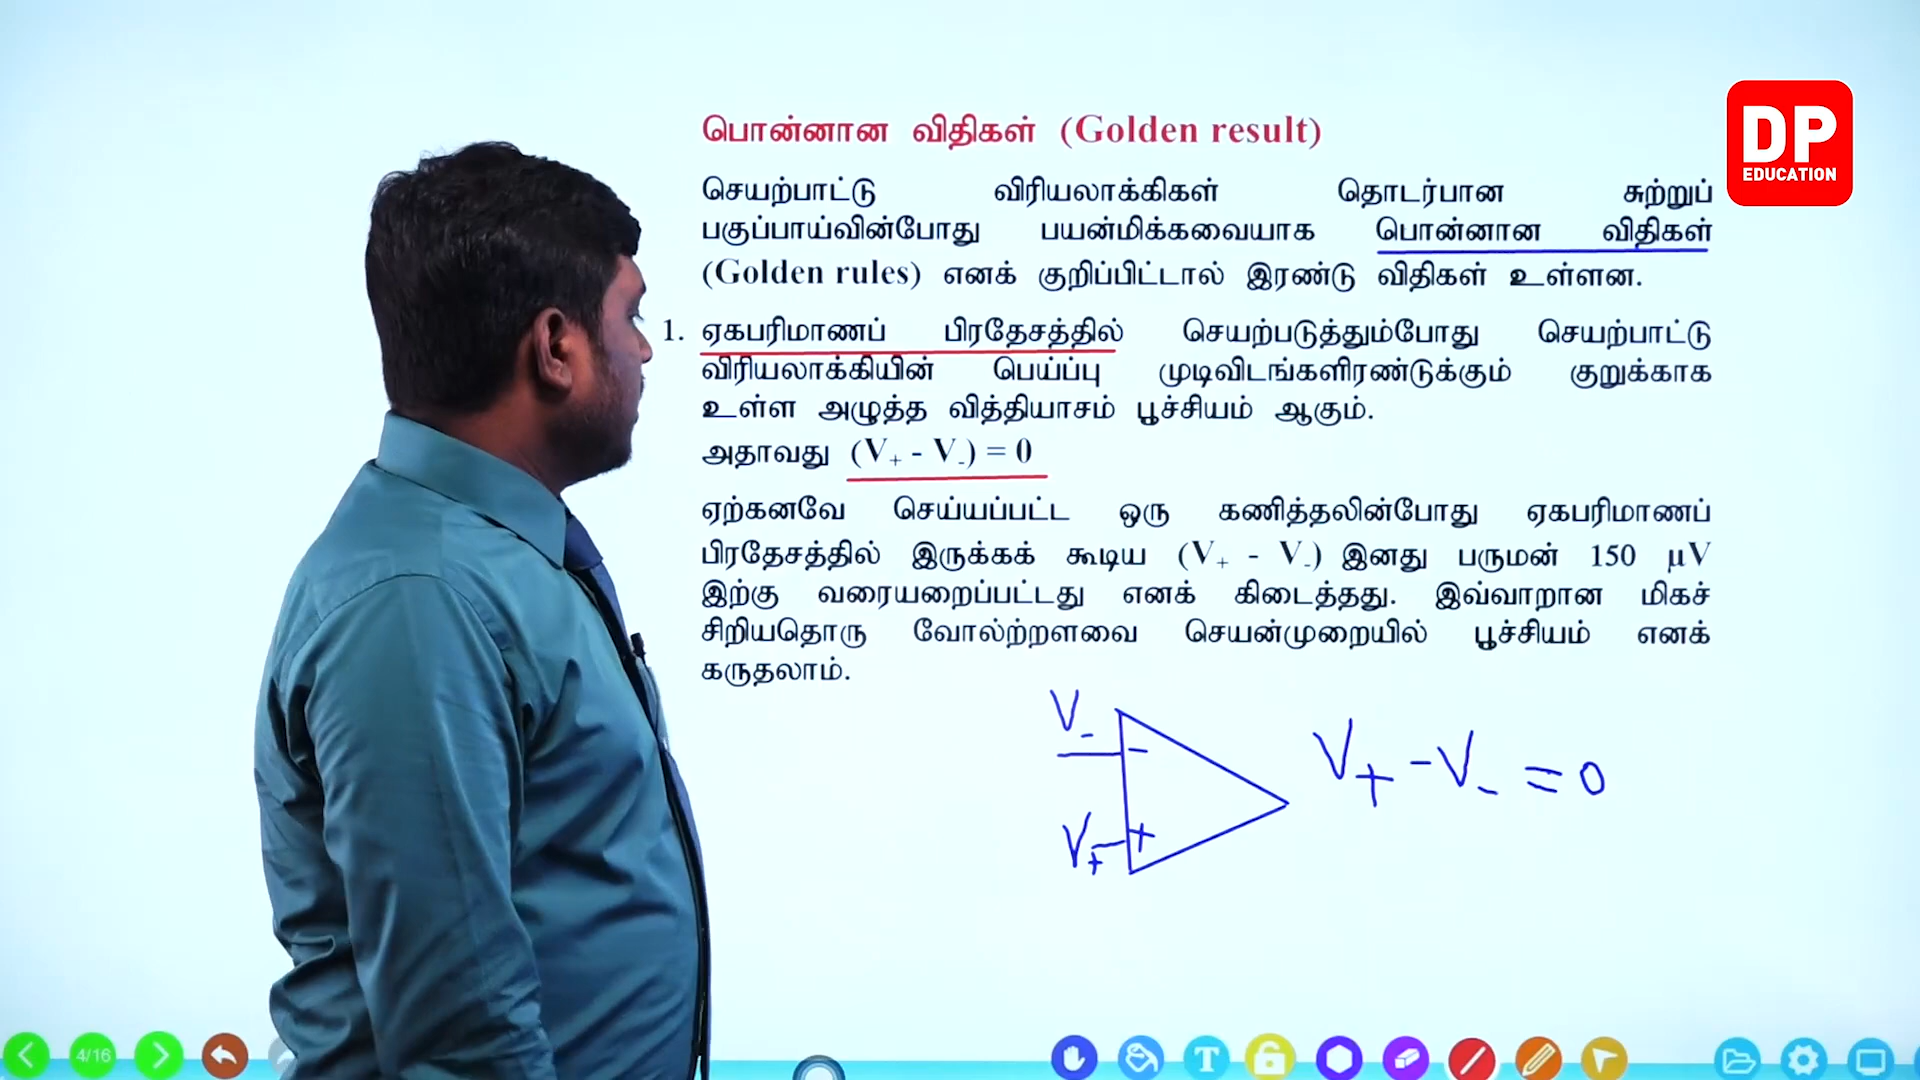 பொன்னான விதிகள் (Golden result)
DP
EDUCATION
செயற்பாட்டு விரியலாக்கிகள் தொடர்பான சுற்றுப்
பகுப்பாய்வின்போது பயன்மிக்கவையாக பொன்னான விதிகள்
(Golden rules) எனக் குறிப்பிட்டால் இரண்டு விதிகள் உள்ளன.
1. ஏகபரிமாணப் பிரதேசத்தில் செயற்படுத்தும்போது செயற்பாட்டு
விரியலாக்கியின் பெய்ப்பு முடிவிடங்களிரண்டுக்கும் குறுக்காக
உள்ள அழுத்த வித்தியாசம் பூச்சியம் ஆகும்.
அதாவது (V₊ - V₋) = 0
ஏற்கனவே செய்யப்பட்ட ஒரு கணித்தலின்போது ஏகபரிமாணப்
பிரதேசத்தில் இருக்கக் கூடிய (V₊ - V₋) இனது பருமன் 150 μV
இற்கு வரையறைப்பட்டது எனக் கிடைத்தது. இவ்வாறான மிகச்
சிறியதொரு வோல்ற்றளவை செயன்முறையில் பூச்சியம் எனக்
கருதலாம்.
V₋
-
V₊
+
V₊ - V₋ = 0
4/16
T